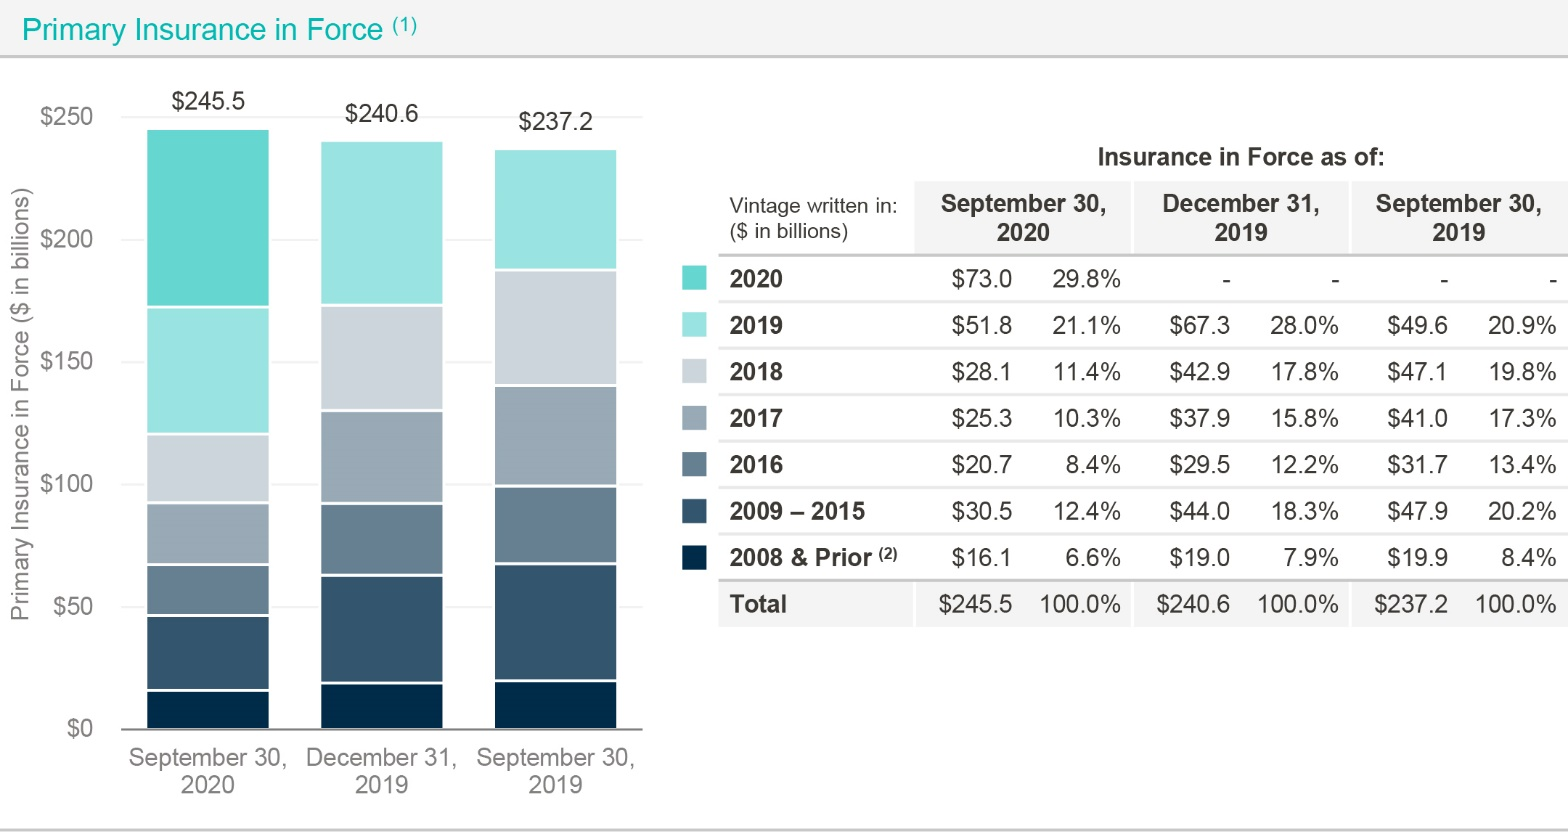 Primary Insurance in Force (1)
Primary Insurance in Force ($ in billions)
$250
$200
$150
$100
$50
$0
$245.5
$240.6
$237.2
September 30,
2020
December 31,
2019
September 30,
2019
Insurance in Force as of:
Vintage written in:
($ in billions)
September 30,
2020
December 31,
2019
September 30,
2019
2020 $73.0 29.8% - - - -
2019 $51.8 21.1% $67.3 28.0% $49.6 20.9%
2018 $28.1 11.4% $42.9 17.8% $47.1 19.8%
2017 $25.3 10.3% $37.9 15.8% $41.0 17.3%
2016 $20.7 8.4% $29.5 12.2% $31.7 13.4%
2009 – 2015 $30.5 12.4% $44.0 18.3% $47.9 20.2%
2008 & Prior (2) $16.1 6.6% $19.0 7.9% $19.9 8.4%
Total $245.5 100.0% $240.6 100.0% $237.2 100.0%